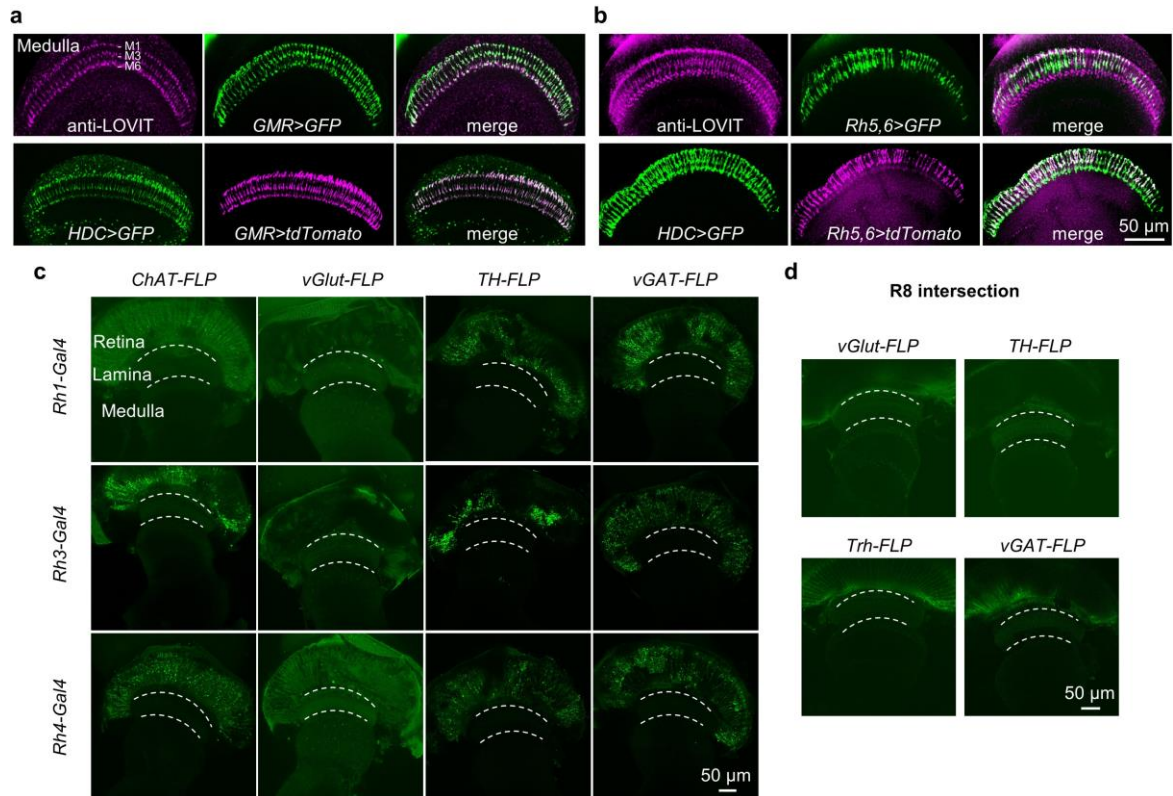 a
Medulla
M1
M3
M6
anti-LOVIT
GMR>GFP
merge
HDC>GFP
GMR>tdTomato
merge
b
anti-LOVIT
Rh5,6>GFP
merge
HDC>GFP
Rh5,6>tdTomato
merge
50 µm
c
ChAT-FLP
vGlut-FLP
TH-FLP
vGAT-FLP
Rh1-Gal4
Retina
Lamina
Medulla
Rh3-Gal4
Rh4-Gal4
50 µm
d
R8 intersection
vGlut-FLP
TH-FLP
Trh-FLP
vGAT-FLP
50 µm